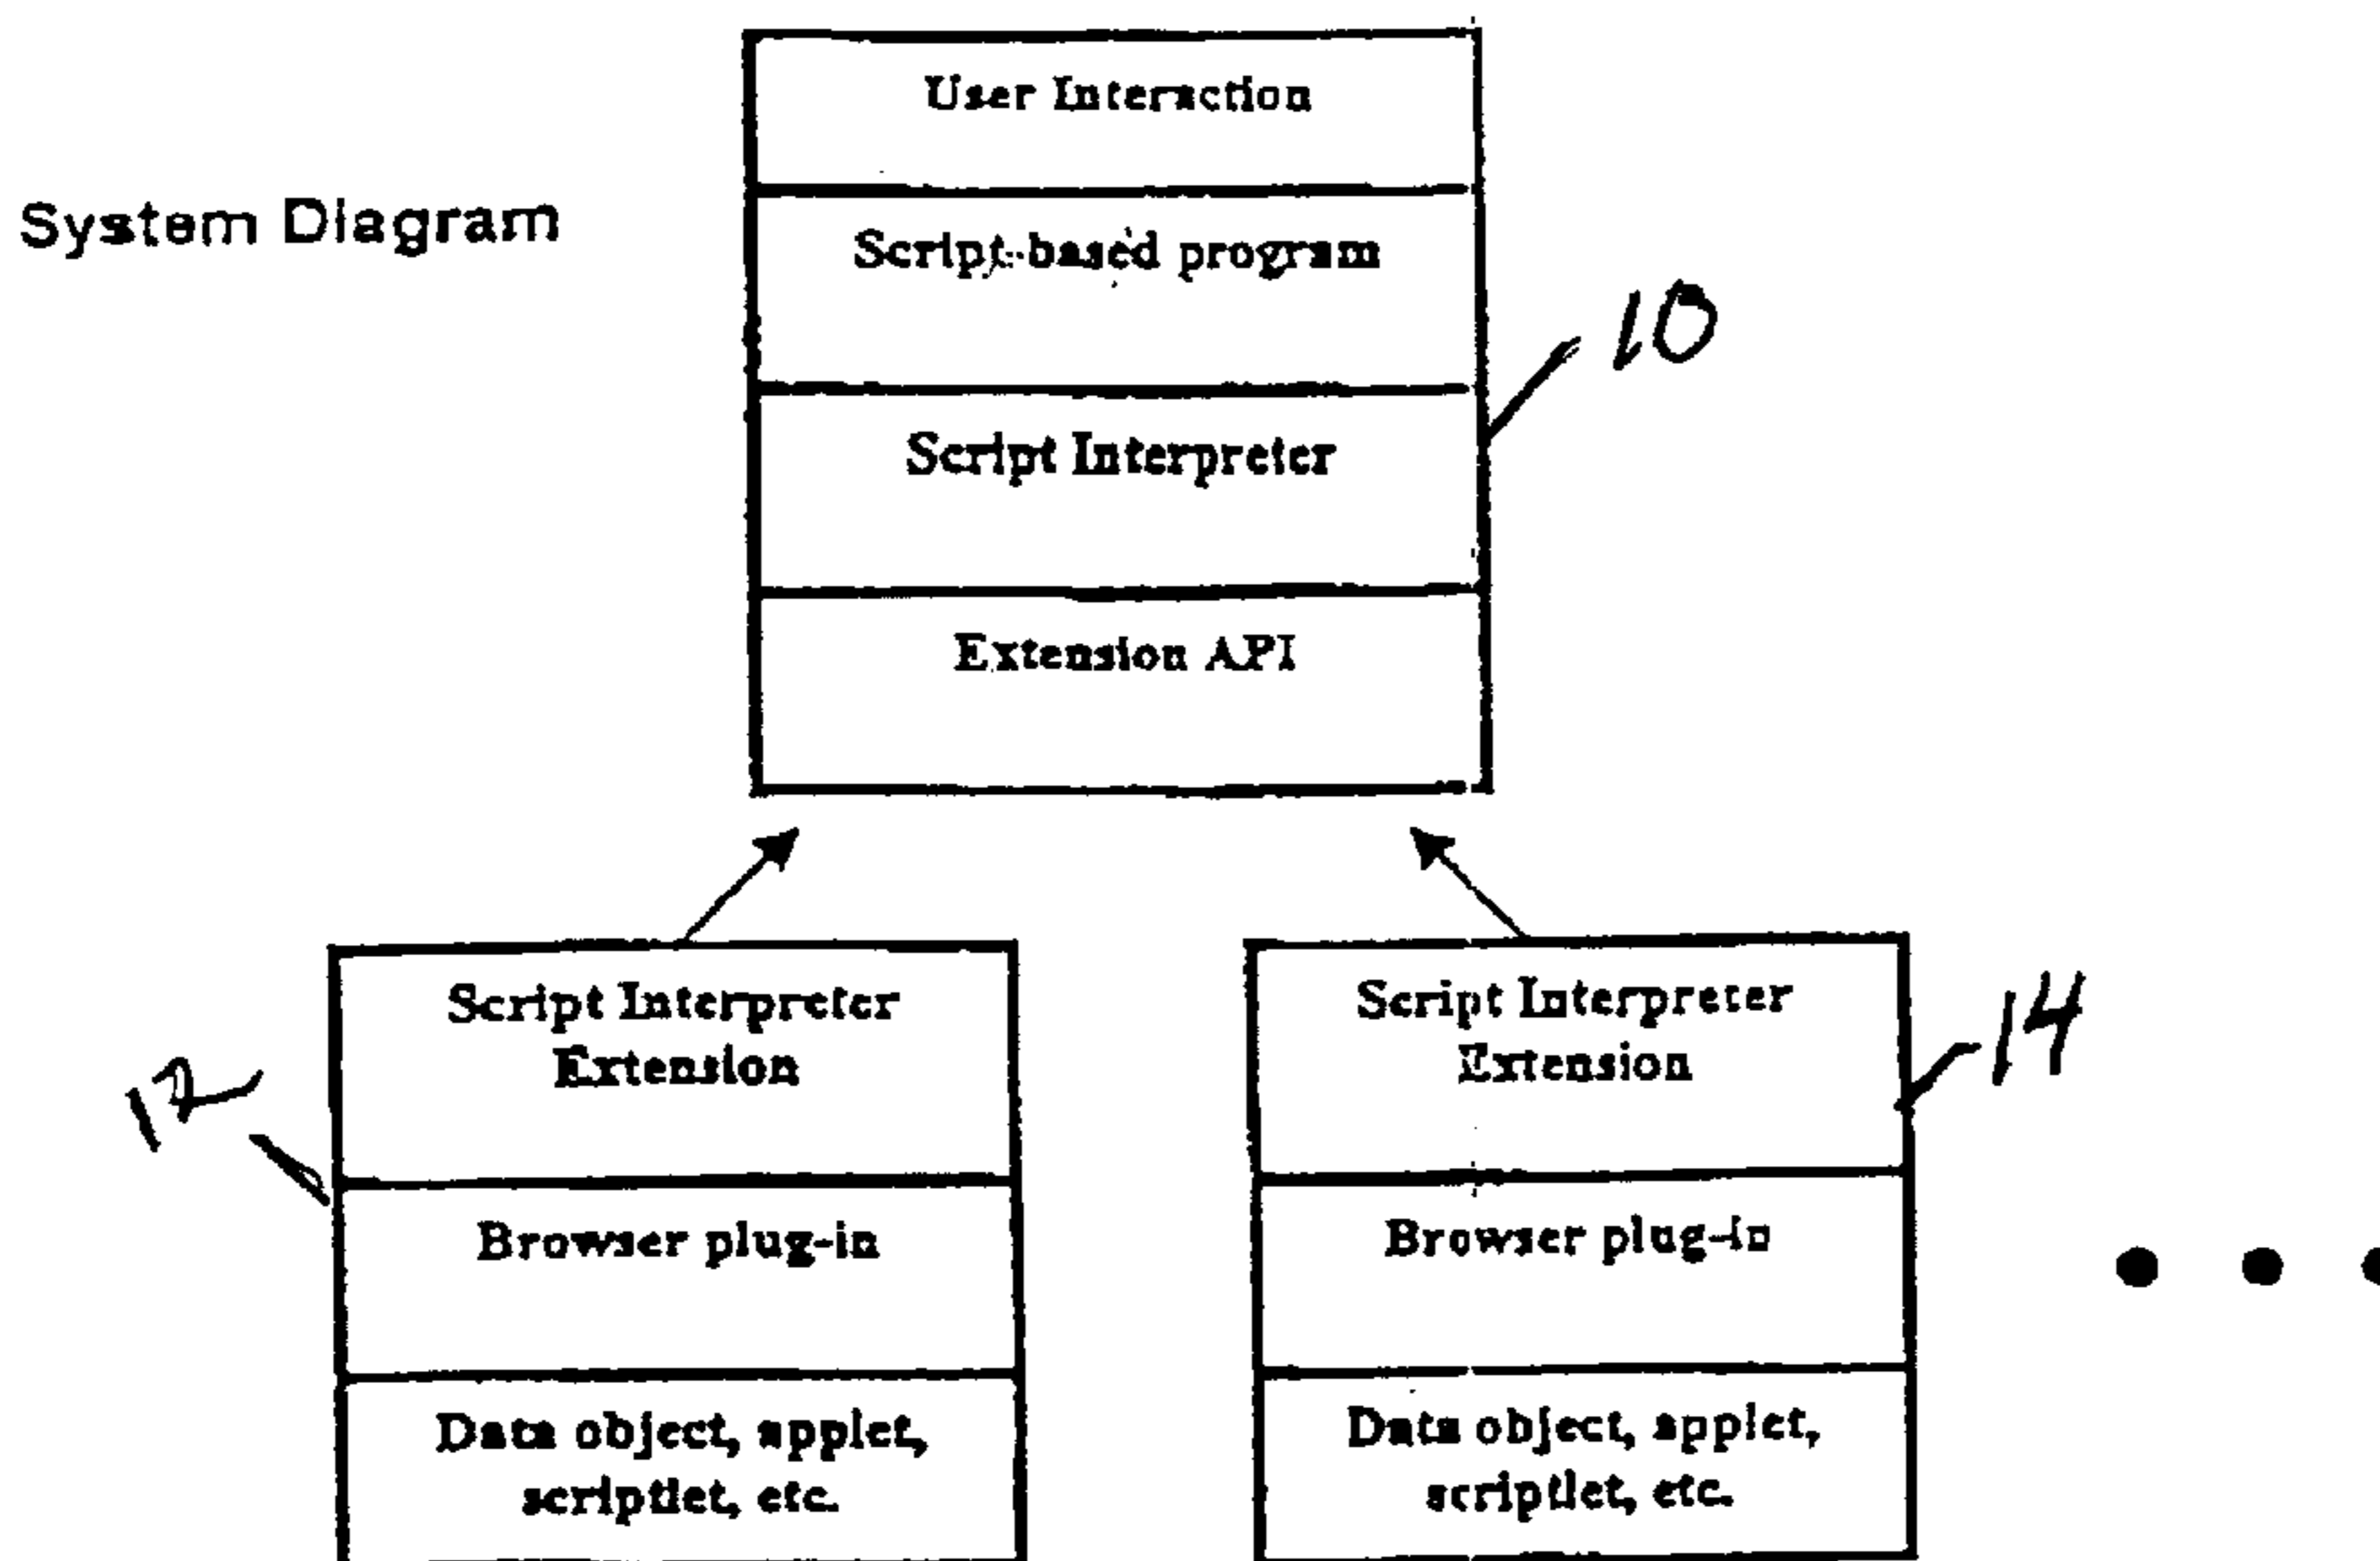 User Interaction
System Diagram
Script-based program
10
Script Interpreter
Extension API
Script Interpreter
Extension
Script Interpreter
Extension
14
12
Browser plug-in
Browser plug-in
Data object, applet,
scriptlet, etc.
Data object, applet,
scriptlet, etc.